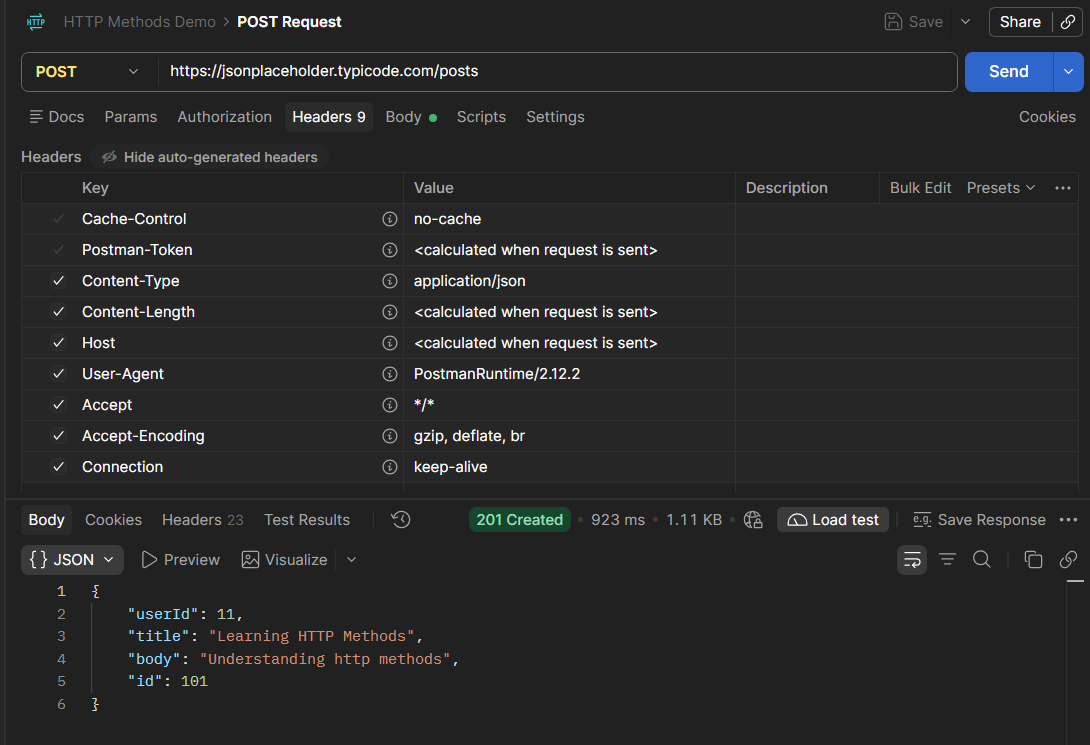 HTTP HTTP Methods Demo > POST Request Save Share
POST https://jsonplaceholder.typicode.com/posts Send
Docs Params Authorization Headers 9 Body Scripts Settings Cookies
Headers Hide auto-generated headers
Key Value Description Bulk Edit Presets
Cache-Control no-cache
Postman-Token <calculated when request is sent>
Content-Type application/json
Content-Length <calculated when request is sent>
Host <calculated when request is sent>
User-Agent PostmanRuntime/2.12.2
Accept */*
Accept-Encoding gzip, deflate, br
Connection keep-alive
Body Cookies Headers 23 Test Results 201 Created • 923 ms • 1.11 KB • Load test e.g. Save Response
{} JSON Preview Visualize
1 {
2 "userId": 11,
3 "title": "Learning HTTP Methods",
4 "body": "Understanding http methods",
5 "id": 101
6 }